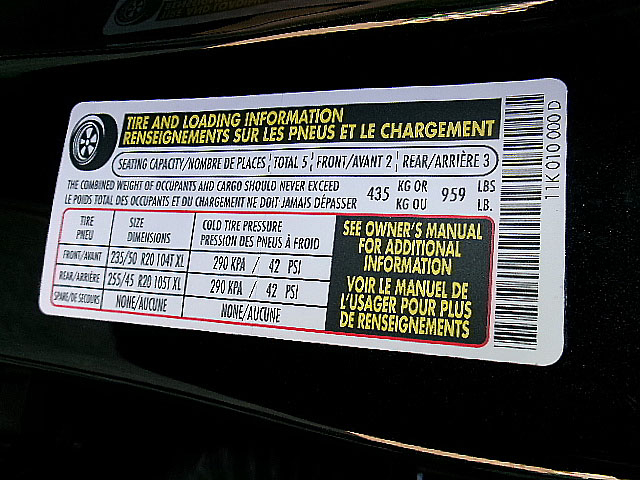 TIRE AND LOADING INFORMATION
RENSEIGNEMENTS SUR LES PNEUS ET LE CHARGEMENT
SEATING CAPACITY/NOMBRE DE PLACES TOTAL 5 FRONT/AVANT 2 REAR/ARRIÈRE 3
THE COMBINED WEIGHT OF OCCUPANTS AND CARGO SHOULD NEVER EXCEED 435 KG OR 959 LBS
LE POIDS TOTAL DES OCCUPANTS ET DU CHARGEMENT NE DOIT JAMAIS DÉPASSER KG OU LB.
TIRE SIZE COLD TIRE PRESSURE
PNEU DIMENSIONS PRESSION DES PNEUS À FROID
FRONT/AVANT 235/50 R20 104T XL 290 KPA / 42 PSI
REAR/ARRIÈRE 255/45 R20 105T XL 290 KPA / 42 PSI
SPARE/DE SECOURS NONE/AUCUNE NONE/AUCUNE
SEE OWNER'S MANUAL
FOR ADDITIONAL
INFORMATION
VOIR LE MANUEL DE
L'USAGER POUR PLUS
DE RENSEIGNEMENTS
11K 010 000 D